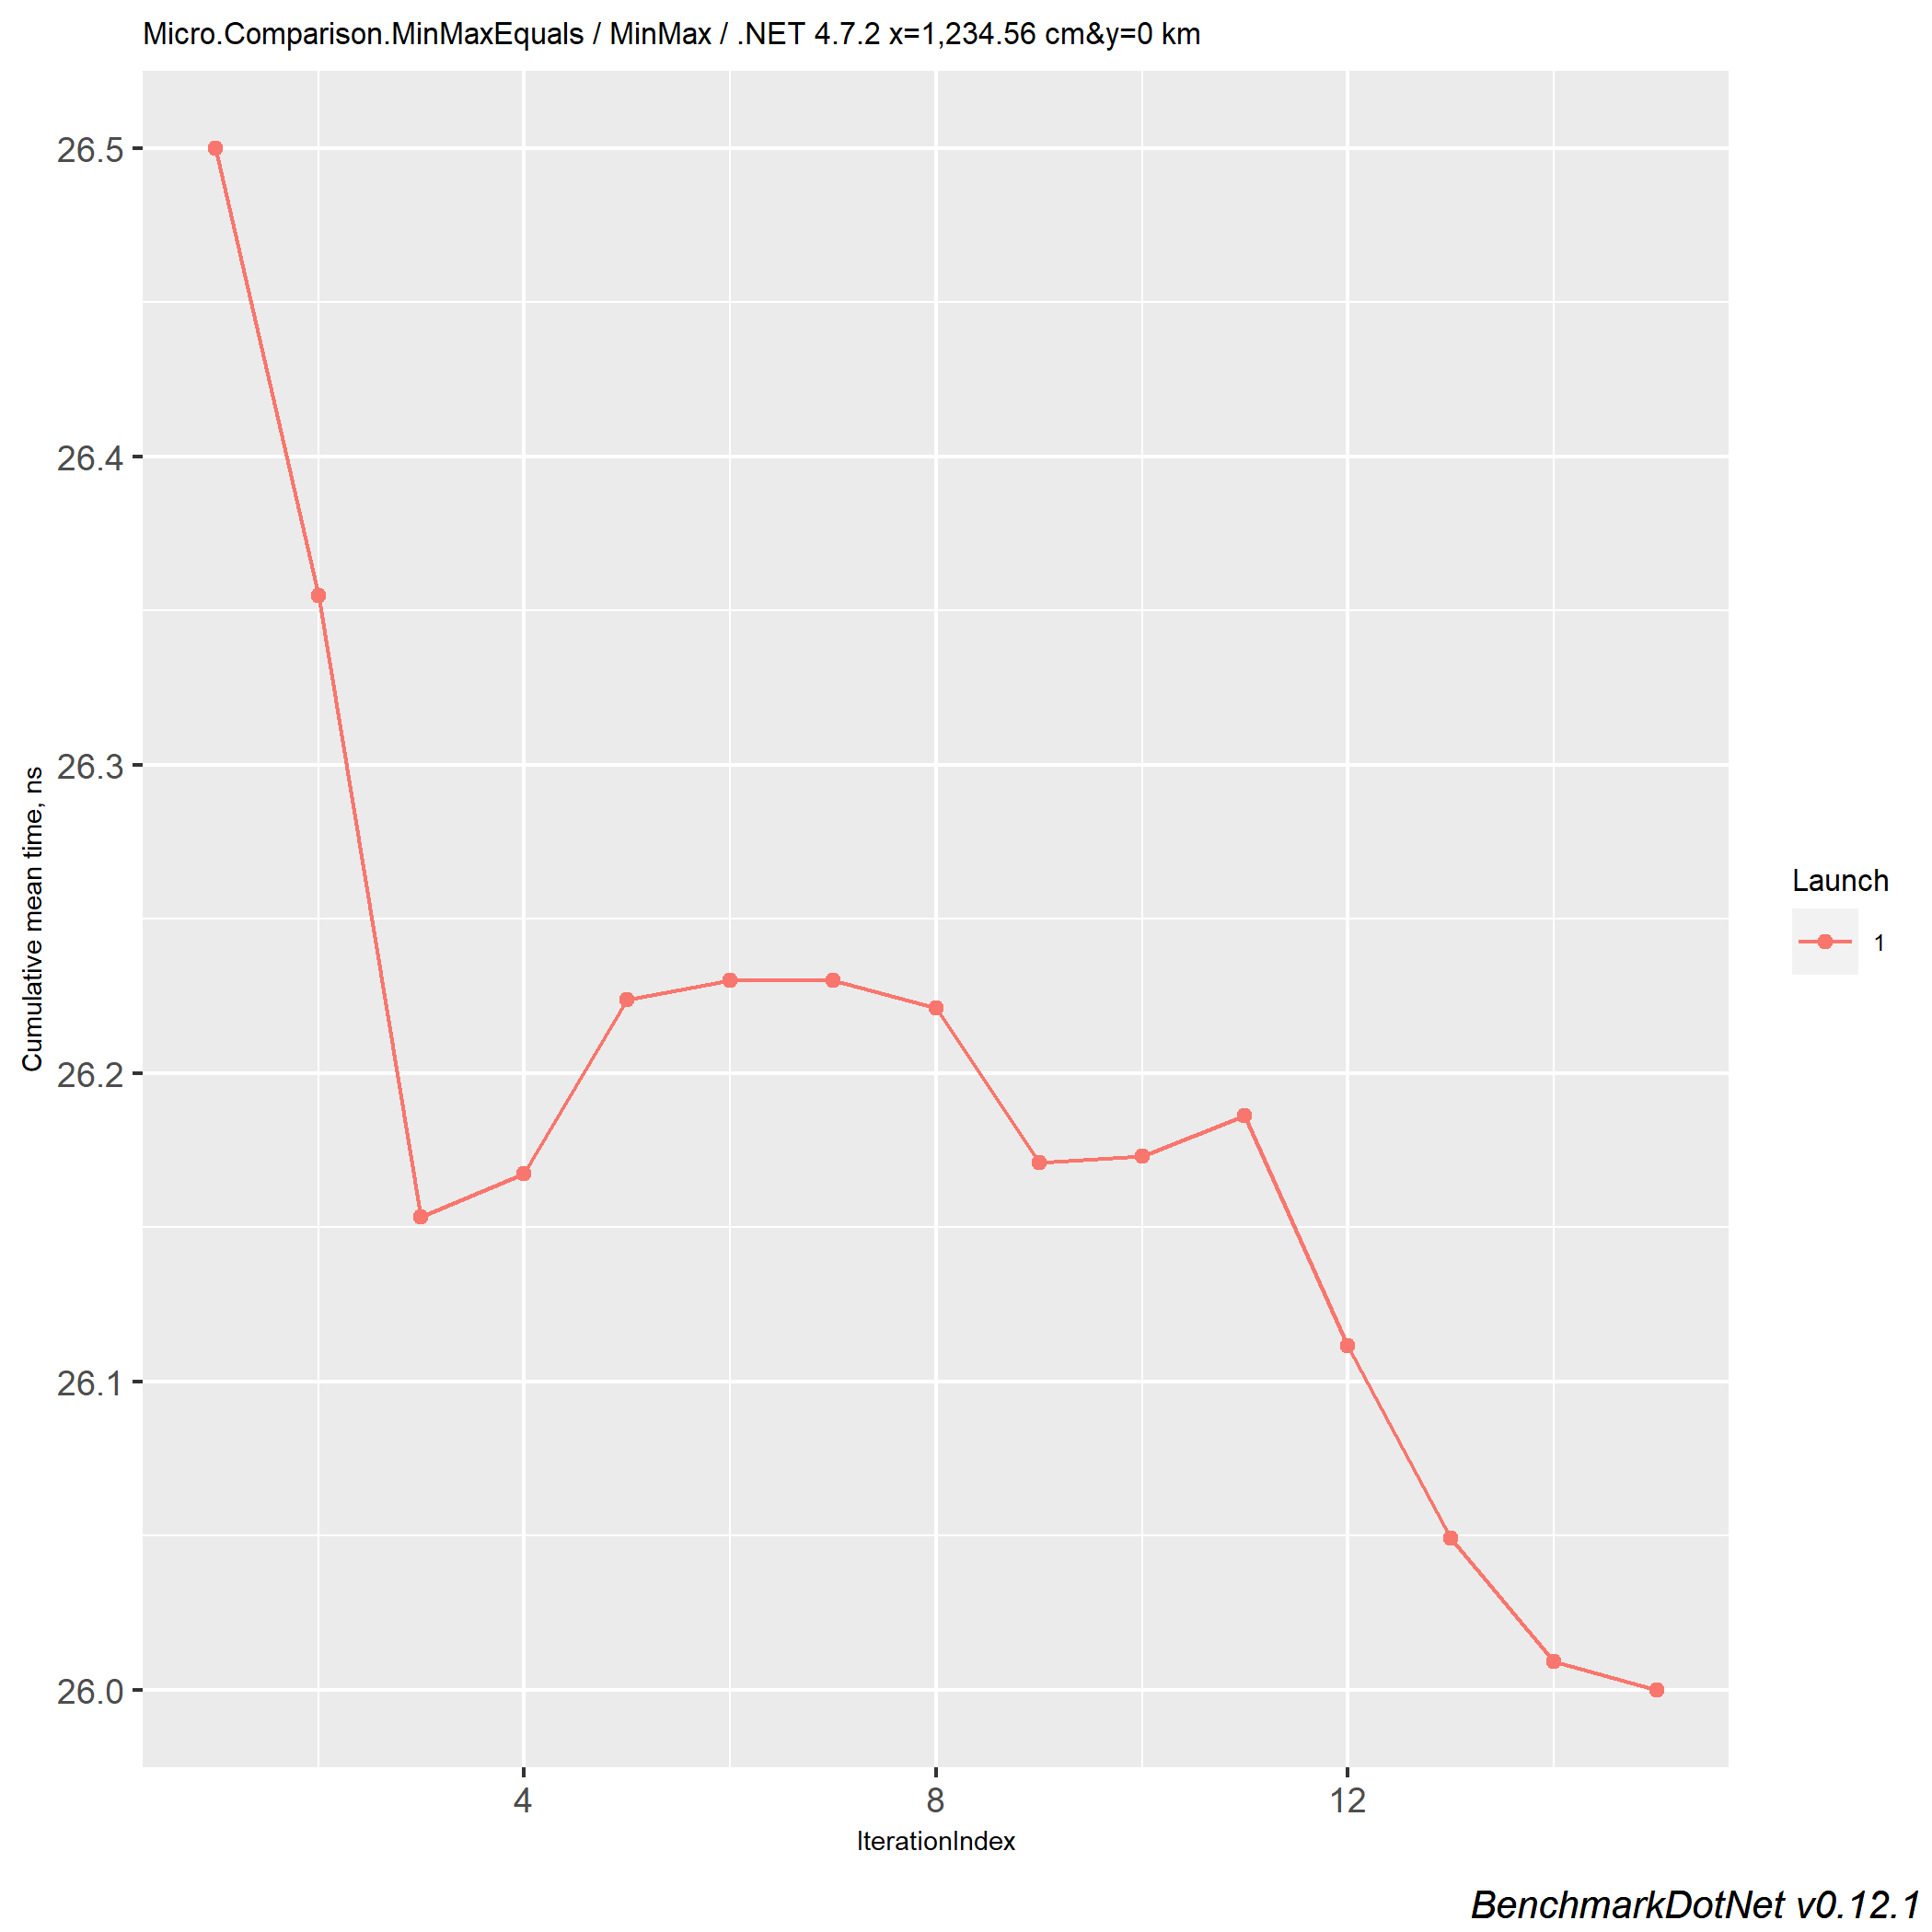 Micro.Comparison.MinMaxEquals / MinMax / .NET 4.7.2 x=1,234.56 cm&y=0 km
Cumulative mean time, ns
26.5
26.4
26.3
26.2
26.1
26.0
4 8 12
IterationIndex
Launch
1
BenchmarkDotNet v0.12.1